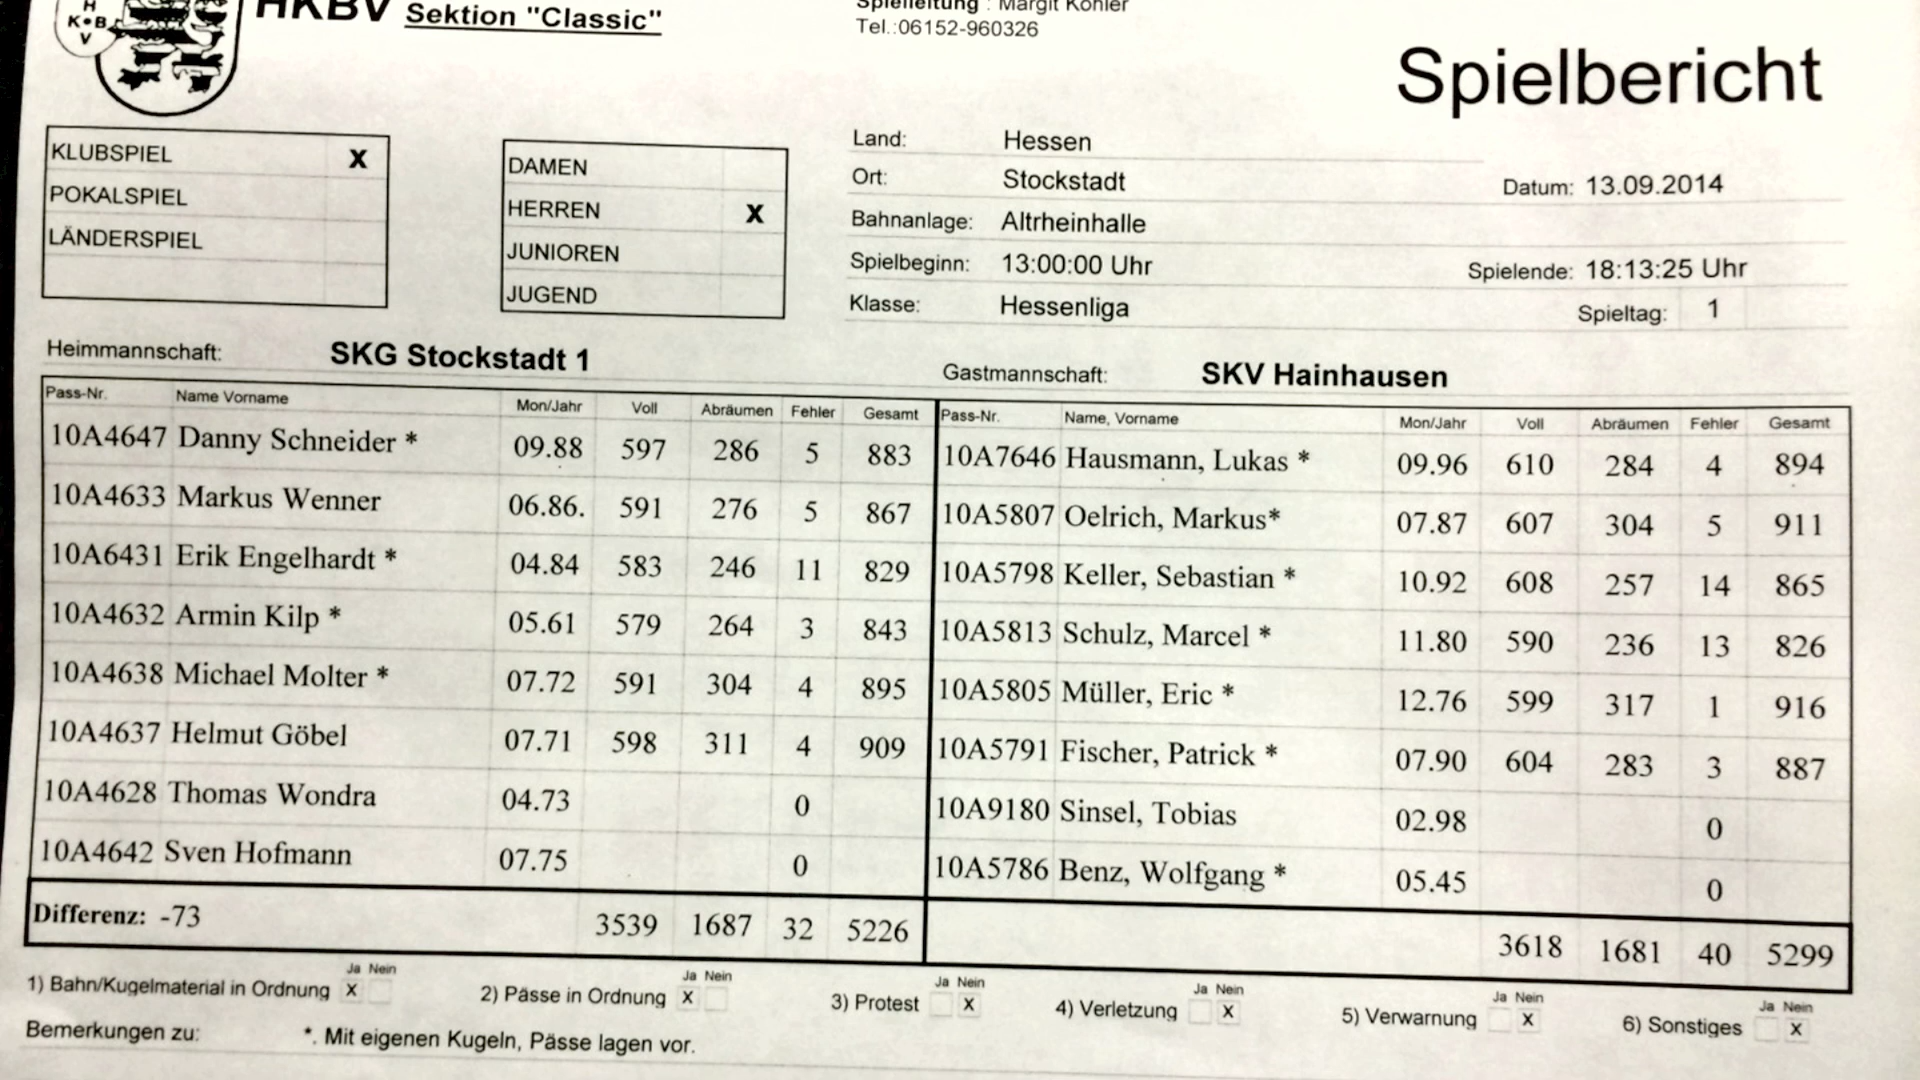 H
K•B
V
HKBV Sektion "Classic"
Spielleitung : Margit Köhler
Tel.:06152-960326
Spielbericht
KLUBSPIEL X
POKALSPIEL
LÄNDERSPIEL
DAMEN
HERREN X
JUNIOREN
JUGEND
Land: Hessen
Ort: Stockstadt Datum: 13.09.2014
Bahnanlage: Altrheinhalle
Spielbeginn: 13:00:00 Uhr Spielende: 18:13:25 Uhr
Klasse: Hessenliga Spieltag: 1
Heimmannschaft: SKG Stockstadt 1 Gastmannschaft: SKV Hainhausen
Pass-Nr. Name Vorname Mon/Jahr Voll Abräumen Fehler Gesamt Pass-Nr. Name, Vorname Mon/Jahr Voll Abräumen Fehler Gesamt
10A4647 Danny Schneider * 09.88 597 286 5 883 10A7646 Hausmann, Lukas * 09.96 610 284 4 894
10A4633 Markus Wenner 06.86. 591 276 5 867 10A5807 Oelrich, Markus* 07.87 607 304 5 911
10A6431 Erik Engelhardt * 04.84 583 246 11 829 10A5798 Keller, Sebastian * 10.92 608 257 14 865
10A4632 Armin Kilp * 05.61 579 264 3 843 10A5813 Schulz, Marcel * 11.80 590 236 13 826
10A4638 Michael Molter * 07.72 591 304 4 895 10A5805 Müller, Eric * 12.76 599 317 1 916
10A4637 Helmut Göbel 07.71 598 311 4 909 10A5791 Fischer, Patrick * 07.90 604 283 3 887
10A4628 Thomas Wondra 04.73 0 10A9180 Sinsel, Tobias 02.98 0
10A4642 Sven Hofmann 07.75 0 10A5786 Benz, Wolfgang * 05.45 0
Differenz: -73 3539 1687 32 5226 3618 1681 40 5299
Ja Nein Ja Nein Ja Nein Ja Nein Ja Nein Ja Nein
1) Bahn/Kugelmaterial in Ordnung X 2) Pässe in Ordnung X 3) Protest X 4) Verletzung X 5) Verwarnung X 6) Sonstiges X
Bemerkungen zu: *. Mit eigenen Kugeln, Pässe lagen vor.